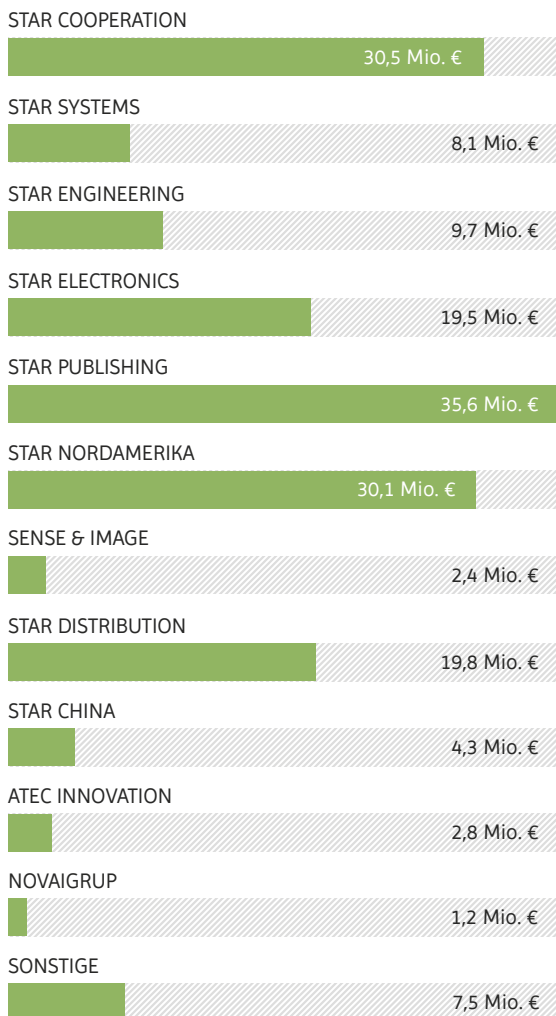 STAR COOPERATION
30,5 Mio. €
STAR SYSTEMS
8,1 Mio. €
STAR ENGINEERING
9,7 Mio. €
STAR ELECTRONICS
19,5 Mio. €
STAR PUBLISHING
35,6 Mio. €
STAR NORDAMERIKA
30,1 Mio. €
SENSE & IMAGE
2,4 Mio. €
STAR DISTRIBUTION
19,8 Mio. €
STAR CHINA
4,3 Mio. €
ATEC INNOVATION
2,8 Mio. €
NOVAIGRUP
1,2 Mio. €
SONSTIGE
7,5 Mio. €